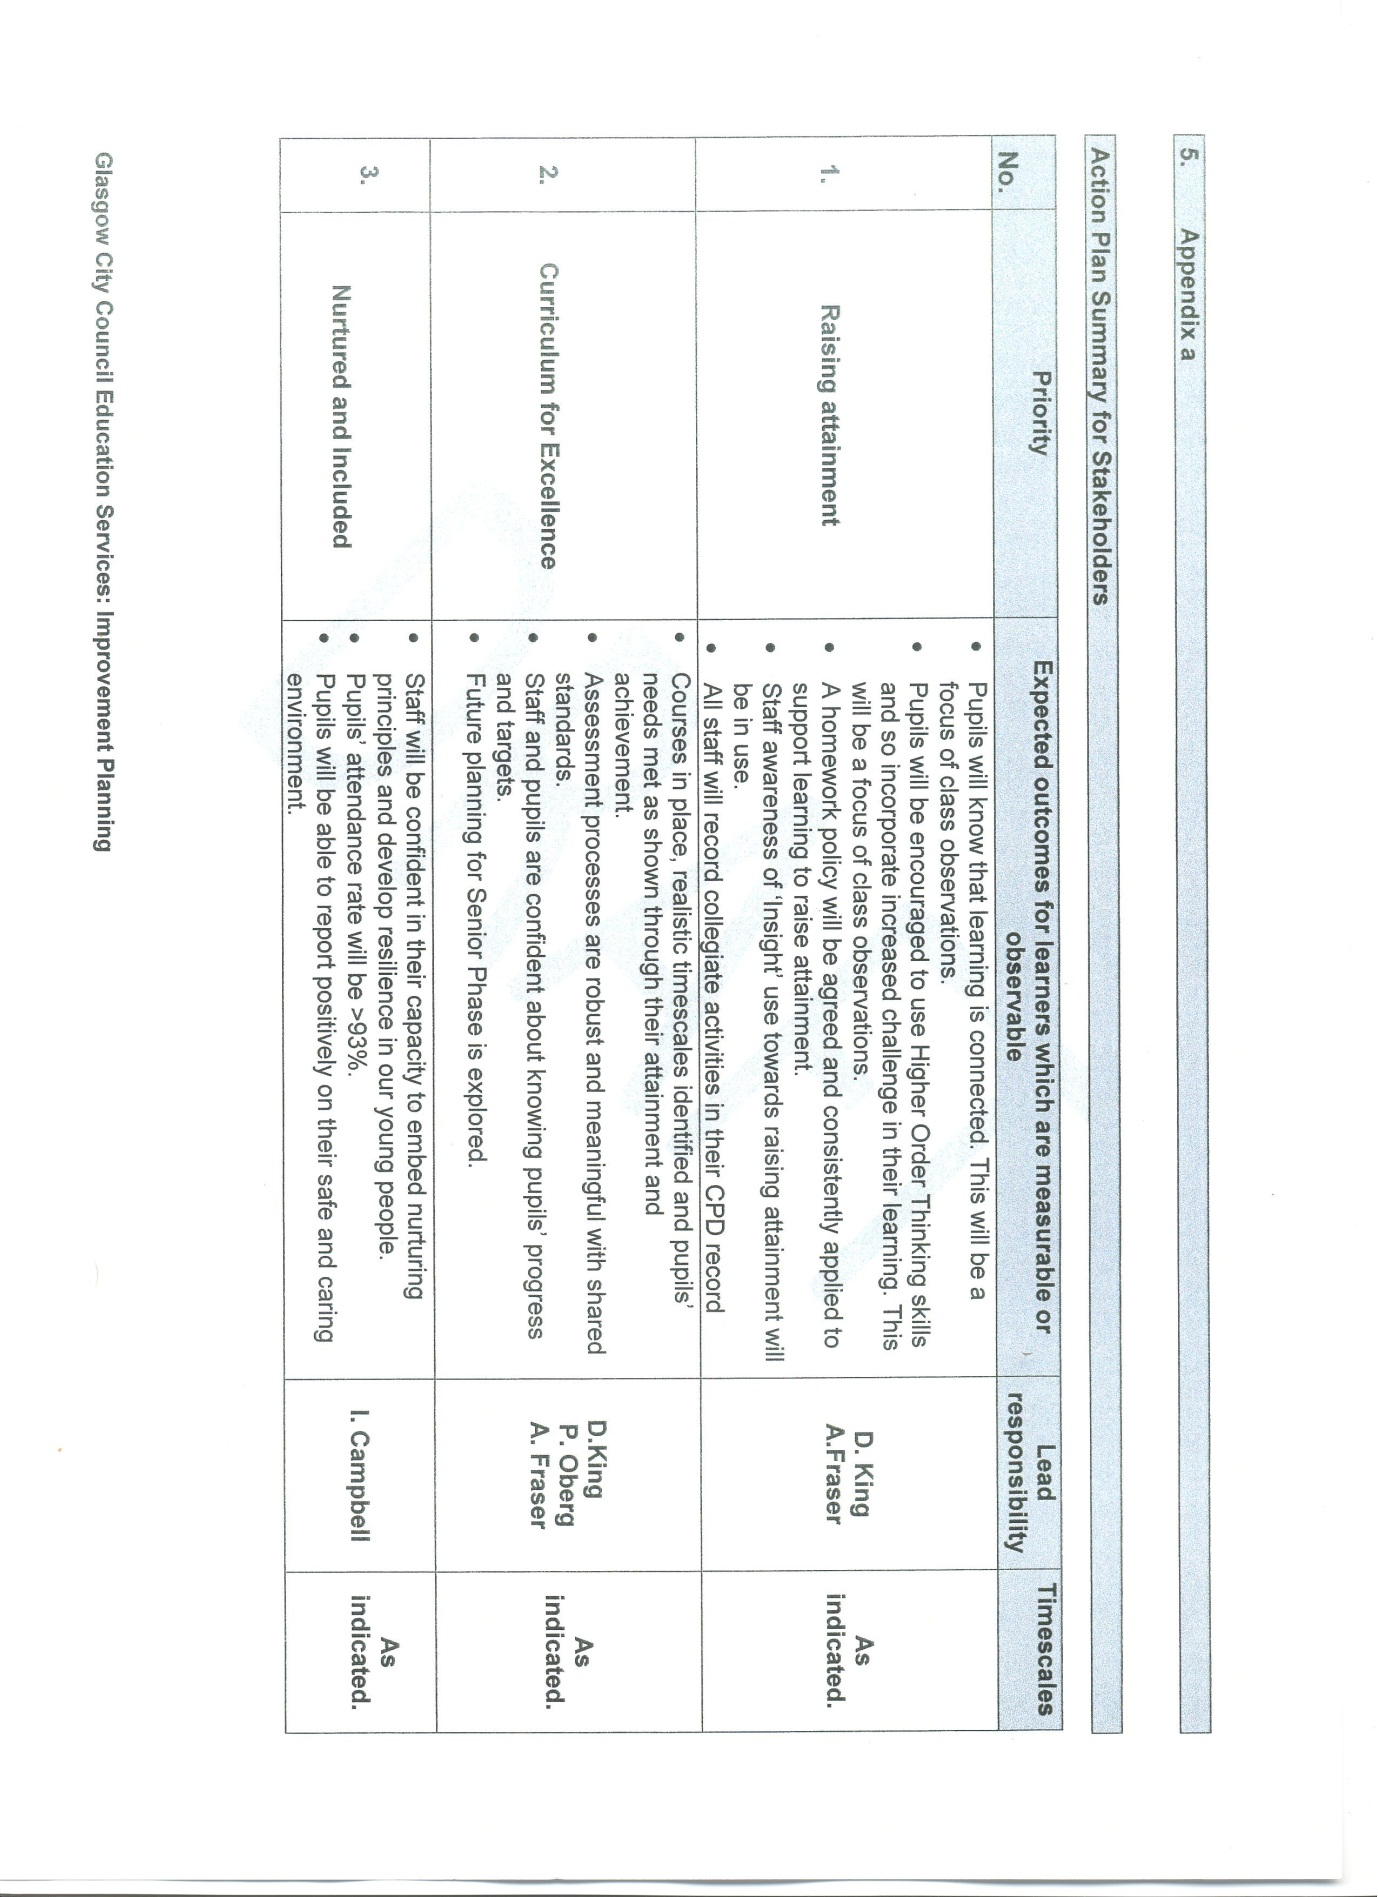 5. Appendix a
Action Plan Summary for Stakeholders
No.
Priority
Expected outcomes for learners which are measurable or
observable
Lead
responsibility
Timescales
1.
Raising attainment
• Pupils will know that learning is connected. This will be a
focus of class observations.
• Pupils will be encouraged to use Higher Order Thinking skills
and so incorporate increased challenge in their learning. This
will be a focus of class observations.
• A homework policy will be agreed and consistently applied to
support learning to raise attainment.
• Staff awareness of ‘Insight’ use towards raising attainment will
be in use.
• All staff will record collegiate activities in their CPD record
D. King
A.Fraser
As
indicated.
2.
Curriculum for Excellence
• Courses in place, realistic timescales identified and pupils’
needs met as shown through their attainment and
achievement.
• Assessment processes are robust and meaningful with shared
standards.
• Staff and pupils are confident about knowing pupils’ progress
and targets.
• Future planning for Senior Phase is explored.
D.King
P. Oberg
A. Fraser
As
indicated.
3.
Nurtured and Included
• Staff will be confident in their capacity to embed nurturing
principles and develop resilience in our young people.
• Pupils’ attendance rate will be >93%.
• Pupils will be able to report positively on their safe and caring
environment.
I. Campbell
As
indicated.
Glasgow City Council Education Services: Improvement Planning